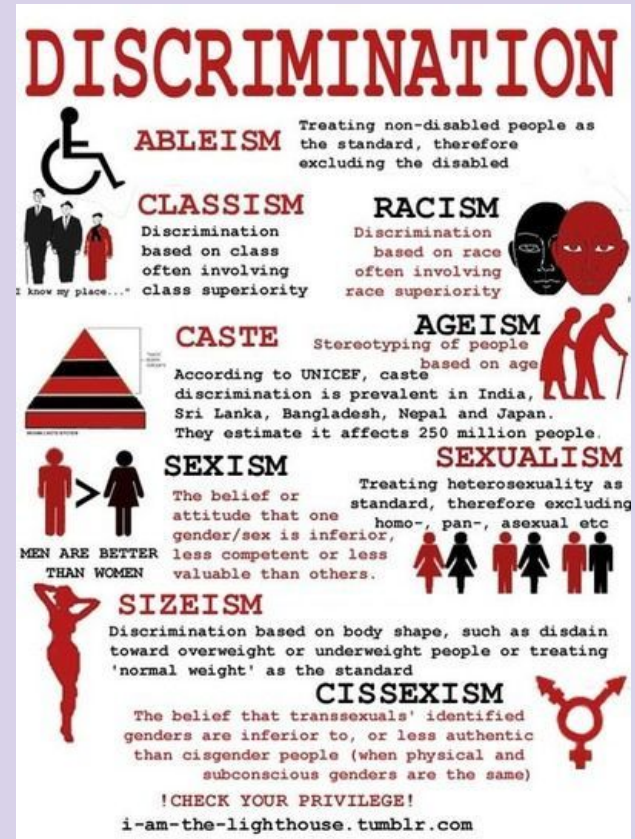 DISCRIMINATION
ABLEISM
Treating non-disabled people as
the standard, therefore
excluding the disabled
CLASSISM
Discrimination
based on class
often involving
class superiority
I know my place..."
RACISM
Discrimination
based on race
often involving
race superiority
AGEISM
Stereotyping of people
based on age
CASTE
According to UNICEF, caste
discrimination is prevalent in India,
Sri Lanka, Bangladesh, Nepal and Japan.
They estimate it affects 250 million people.
SEXISM
The belief or
attitude that one
gender/sex is inferior,
less competent or less
valuable than others.
>
MEN ARE BETTER
THAN WOMEN
SEXUALISM
Treating heterosexuality as
standard, therefore excluding
homo-, pan-, asexual etc
SIZEISM
Discrimination based on body shape, such as disdain
toward overweight or underweight people or treating
'normal weight' as the standard
CISSEXISM
The belief that transsexuals' identified
genders are inferior to, or less authentic
than cisgender people (when physical and
subconscious genders are the same)
!CHECK YOUR PRIVILEGE!
i-am-the-lighthouse.tumblr.com